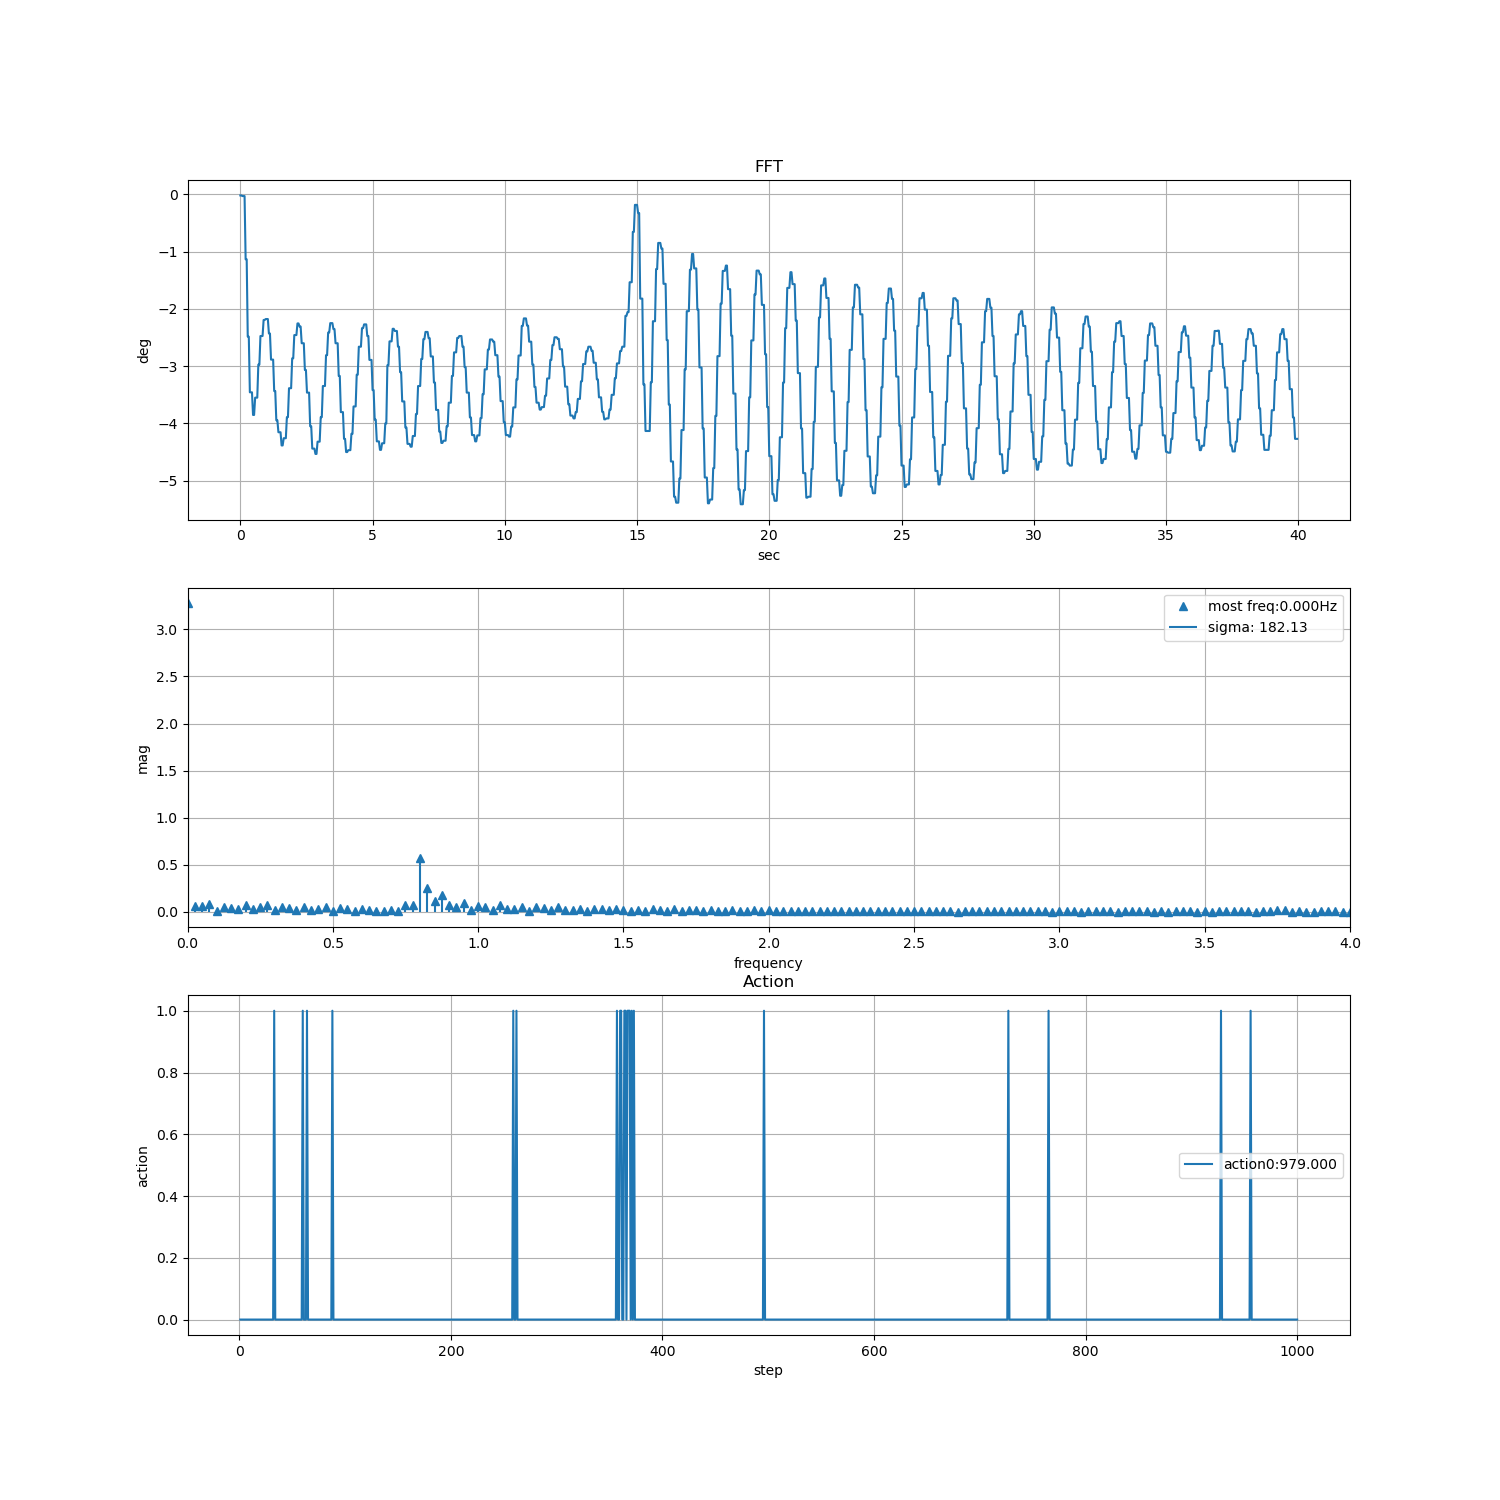 FFT
0
−1
−2
−3
−4
−5
deg
0 5 10 15 20 25 30 35 40
sec
most freq:0.000Hz
sigma: 182.13
3.0
2.5
2.0
1.5
1.0
0.5
0.0
mag
0.0 0.5 1.0 1.5 2.0 2.5 3.0 3.5 4.0
frequency
Action
1.0
0.8
0.6
0.4
0.2
0.0
action
action0:979.000
0 200 400 600 800 1000
step